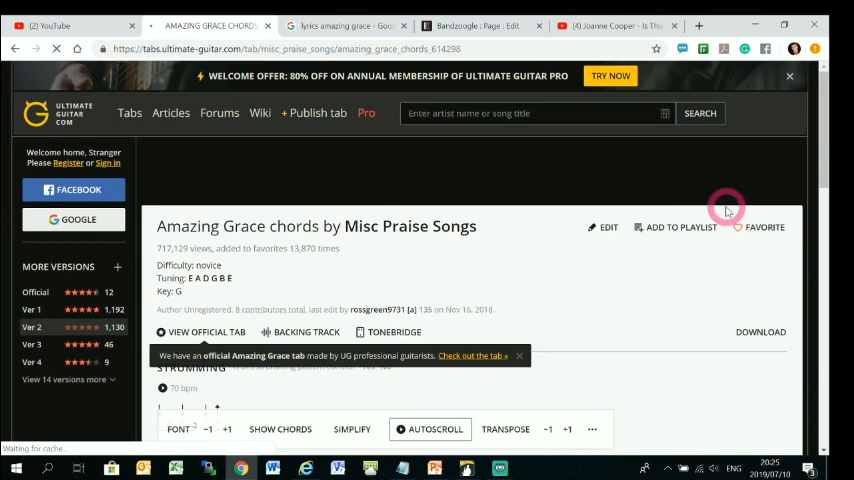 (2) YouTube
AMAZING GRACE CHORDS
lyrics amazing grace - Goo
Bandzoogle : Page : Edit
(4) Joanne Cooper - Is This
https://tabs.ultimate-guitar.com/tab/misc_praise_songs/amazing_grace_chords_614298
WELCOME OFFER: 80% OFF ON ANNUAL MEMBERSHIP OF ULTIMATE GUITAR PRO
TRY NOW
ULTIMATE
GUITAR
COM
Tabs Articles Forums Wiki + Publish tab Pro
Enter artist name or song title
SEARCH
Welcome home, Stranger
Please Register or Sign in
FACEBOOK
GOOGLE
MORE VERSIONS +
Official 12
Ver 1 1,192
Ver 2 1,130
Ver 3 46
Ver 4 9
View 14 versions more
Amazing Grace chords by Misc Praise Songs
EDIT
ADD TO PLAYLIST
FAVORITE
717,129 views, added to favorites 13,870 times
Difficulty: novice
Tuning: E A D G B E
Key: G
Author Unregistered. 8 contributors total, last edit by rossgreen9731 [a] 135 on Nov 16, 2018.
VIEW OFFICIAL TAB
BACKING TRACK
TONEBRIDGE
DOWNLOAD
We have an official Amazing Grace tab made by UG professional guitarists. Check out the tab »
STRUMMING
Is this strumming pattern correct? Yes No
70 bpm
FONT −1 +1 SHOW CHORDS SIMPLIFY AUTOSCROLL TRANSPOSE −1 +1 •••
Waiting for cache...
ENG
20:25
2019/07/10